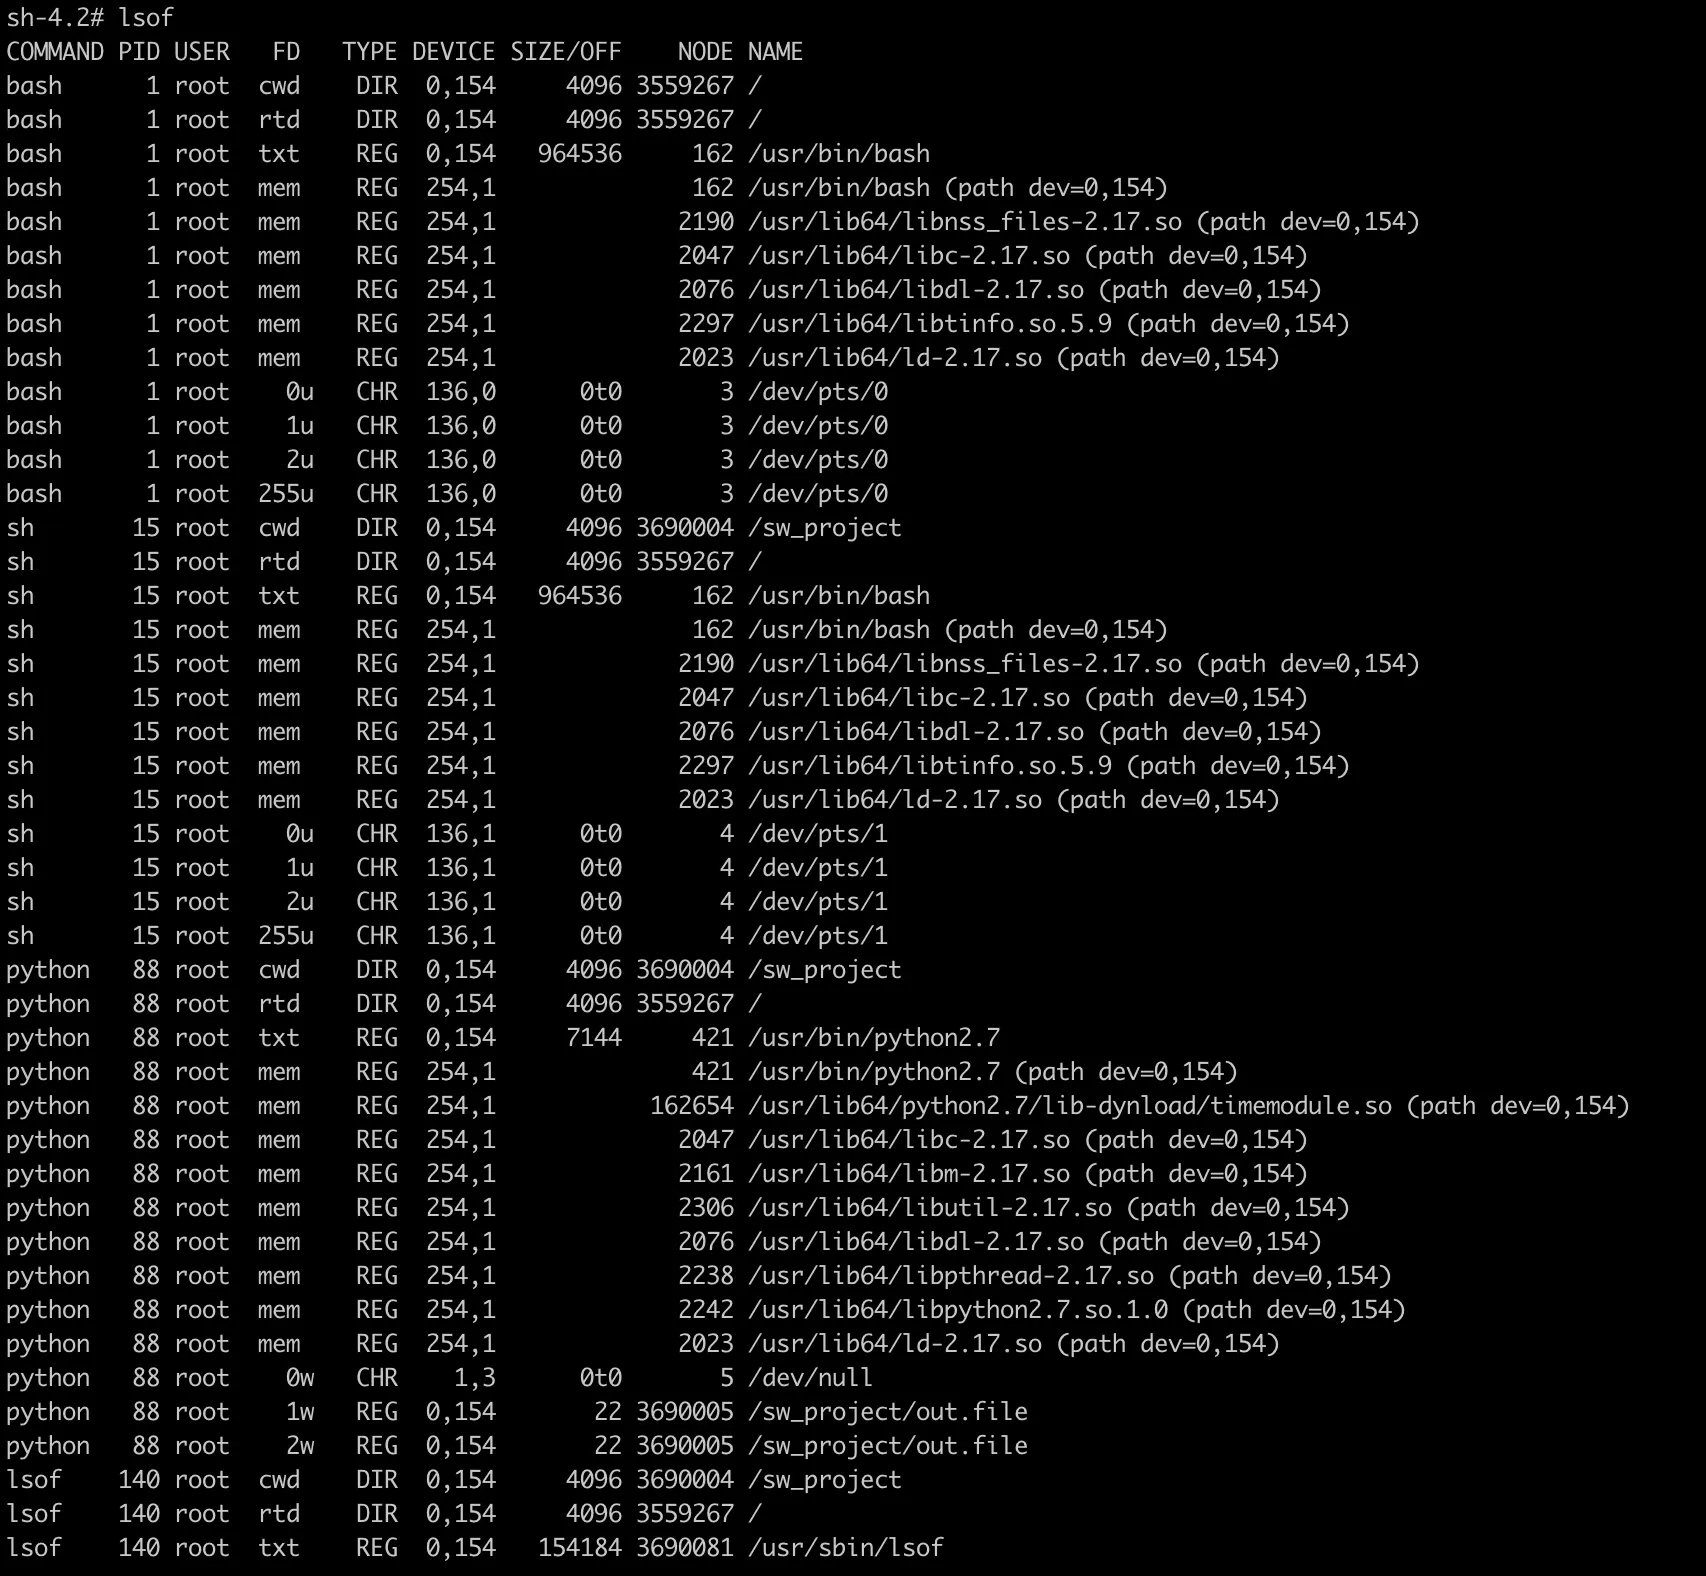 sh-4.2# lsof
COMMAND PID USER   FD   TYPE DEVICE SIZE/OFF    NODE NAME
bash      1 root  cwd    DIR  0,154     4096 3559267 /
bash      1 root  rtd    DIR  0,154     4096 3559267 /
bash      1 root  txt    REG  0,154   964536     162 /usr/bin/bash
bash      1 root  mem    REG  254,1              162 /usr/bin/bash (path dev=0,154)
bash      1 root  mem    REG  254,1             2190 /usr/lib64/libnss_files-2.17.so (path dev=0,154)
bash      1 root  mem    REG  254,1             2047 /usr/lib64/libc-2.17.so (path dev=0,154)
bash      1 root  mem    REG  254,1             2076 /usr/lib64/libdl-2.17.so (path dev=0,154)
bash      1 root  mem    REG  254,1             2297 /usr/lib64/libtinfo.so.5.9 (path dev=0,154)
bash      1 root  mem    REG  254,1             2023 /usr/lib64/ld-2.17.so (path dev=0,154)
bash      1 root    0u   CHR  136,0      0t0       3 /dev/pts/0
bash      1 root    1u   CHR  136,0      0t0       3 /dev/pts/0
bash      1 root    2u   CHR  136,0      0t0       3 /dev/pts/0
bash      1 root  255u   CHR  136,0      0t0       3 /dev/pts/0
sh       15 root  cwd    DIR  0,154     4096 3690004 /sw_project
sh       15 root  rtd    DIR  0,154     4096 3559267 /
sh       15 root  txt    REG  0,154   964536     162 /usr/bin/bash
sh       15 root  mem    REG  254,1              162 /usr/bin/bash (path dev=0,154)
sh       15 root  mem    REG  254,1             2190 /usr/lib64/libnss_files-2.17.so (path dev=0,154)
sh       15 root  mem    REG  254,1             2047 /usr/lib64/libc-2.17.so (path dev=0,154)
sh       15 root  mem    REG  254,1             2076 /usr/lib64/libdl-2.17.so (path dev=0,154)
sh       15 root  mem    REG  254,1             2297 /usr/lib64/libtinfo.so.5.9 (path dev=0,154)
sh       15 root  mem    REG  254,1             2023 /usr/lib64/ld-2.17.so (path dev=0,154)
sh       15 root    0u   CHR  136,1      0t0       4 /dev/pts/1
sh       15 root    1u   CHR  136,1      0t0       4 /dev/pts/1
sh       15 root    2u   CHR  136,1      0t0       4 /dev/pts/1
sh       15 root  255u   CHR  136,1      0t0       4 /dev/pts/1
python   88 root  cwd    DIR  0,154     4096 3690004 /sw_project
python   88 root  rtd    DIR  0,154     4096 3559267 /
python   88 root  txt    REG  0,154     7144     421 /usr/bin/python2.7
python   88 root  mem    REG  254,1              421 /usr/bin/python2.7 (path dev=0,154)
python   88 root  mem    REG  254,1           162654 /usr/lib64/python2.7/lib-dynload/timemodule.so (path dev=0,154)
python   88 root  mem    REG  254,1             2047 /usr/lib64/libc-2.17.so (path dev=0,154)
python   88 root  mem    REG  254,1             2161 /usr/lib64/libm-2.17.so (path dev=0,154)
python   88 root  mem    REG  254,1             2306 /usr/lib64/libutil-2.17.so (path dev=0,154)
python   88 root  mem    REG  254,1             2076 /usr/lib64/libdl-2.17.so (path dev=0,154)
python   88 root  mem    REG  254,1             2238 /usr/lib64/libpthread-2.17.so (path dev=0,154)
python   88 root  mem    REG  254,1             2242 /usr/lib64/libpython2.7.so.1.0 (path dev=0,154)
python   88 root  mem    REG  254,1             2023 /usr/lib64/ld-2.17.so (path dev=0,154)
python   88 root    0w   CHR    1,3      0t0       5 /dev/null
python   88 root    1w   REG  0,154       22 3690005 /sw_project/out.file
python   88 root    2w   REG  0,154       22 3690005 /sw_project/out.file
lsof    140 root  cwd    DIR  0,154     4096 3690004 /sw_project
lsof    140 root  rtd    DIR  0,154     4096 3559267 /
lsof    140 root  txt    REG  0,154   154184 3690081 /usr/sbin/lsof